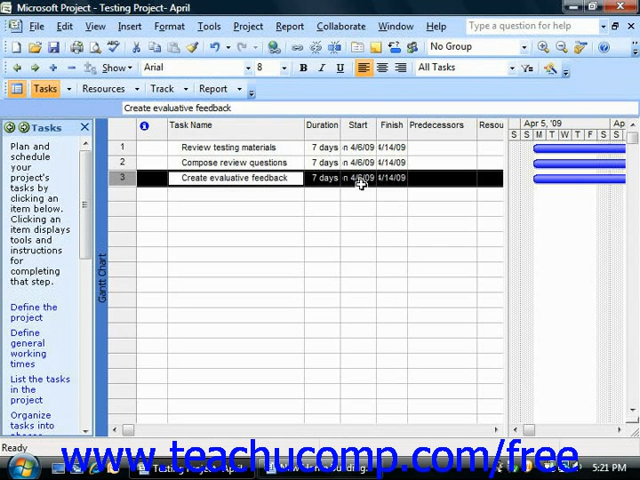 Microsoft Project - Testing Project- April
File Edit View Insert Format Tools Project Report Collaborate Window Help
Type a question for help
No Group
Show Arial 8 B I U All Tasks
Tasks Resources Track Report
Create evaluative feedback
Tasks
Plan and
schedule
your
project's
tasks by
clicking an
item below.
Clicking an
item displays
tools and
instructions
for
completing
that step.
Define the
project
Define
general
working
times
List the tasks
in the
project
Organize
tasks into
Gantt Chart
Task Name Duration Start Finish Predecessors Resou
1 Review testing materials 7 days n 4/6/09 4/14/09
2 Compose review questions 7 days n 4/6/09 4/14/09
3 Create evaluative feedback 7 days n 4/6/09 4/14/09
Apr 5, '09 Ap
S S M T W T F S S
Ready
www.teachucomp.com/free
5:21 PM